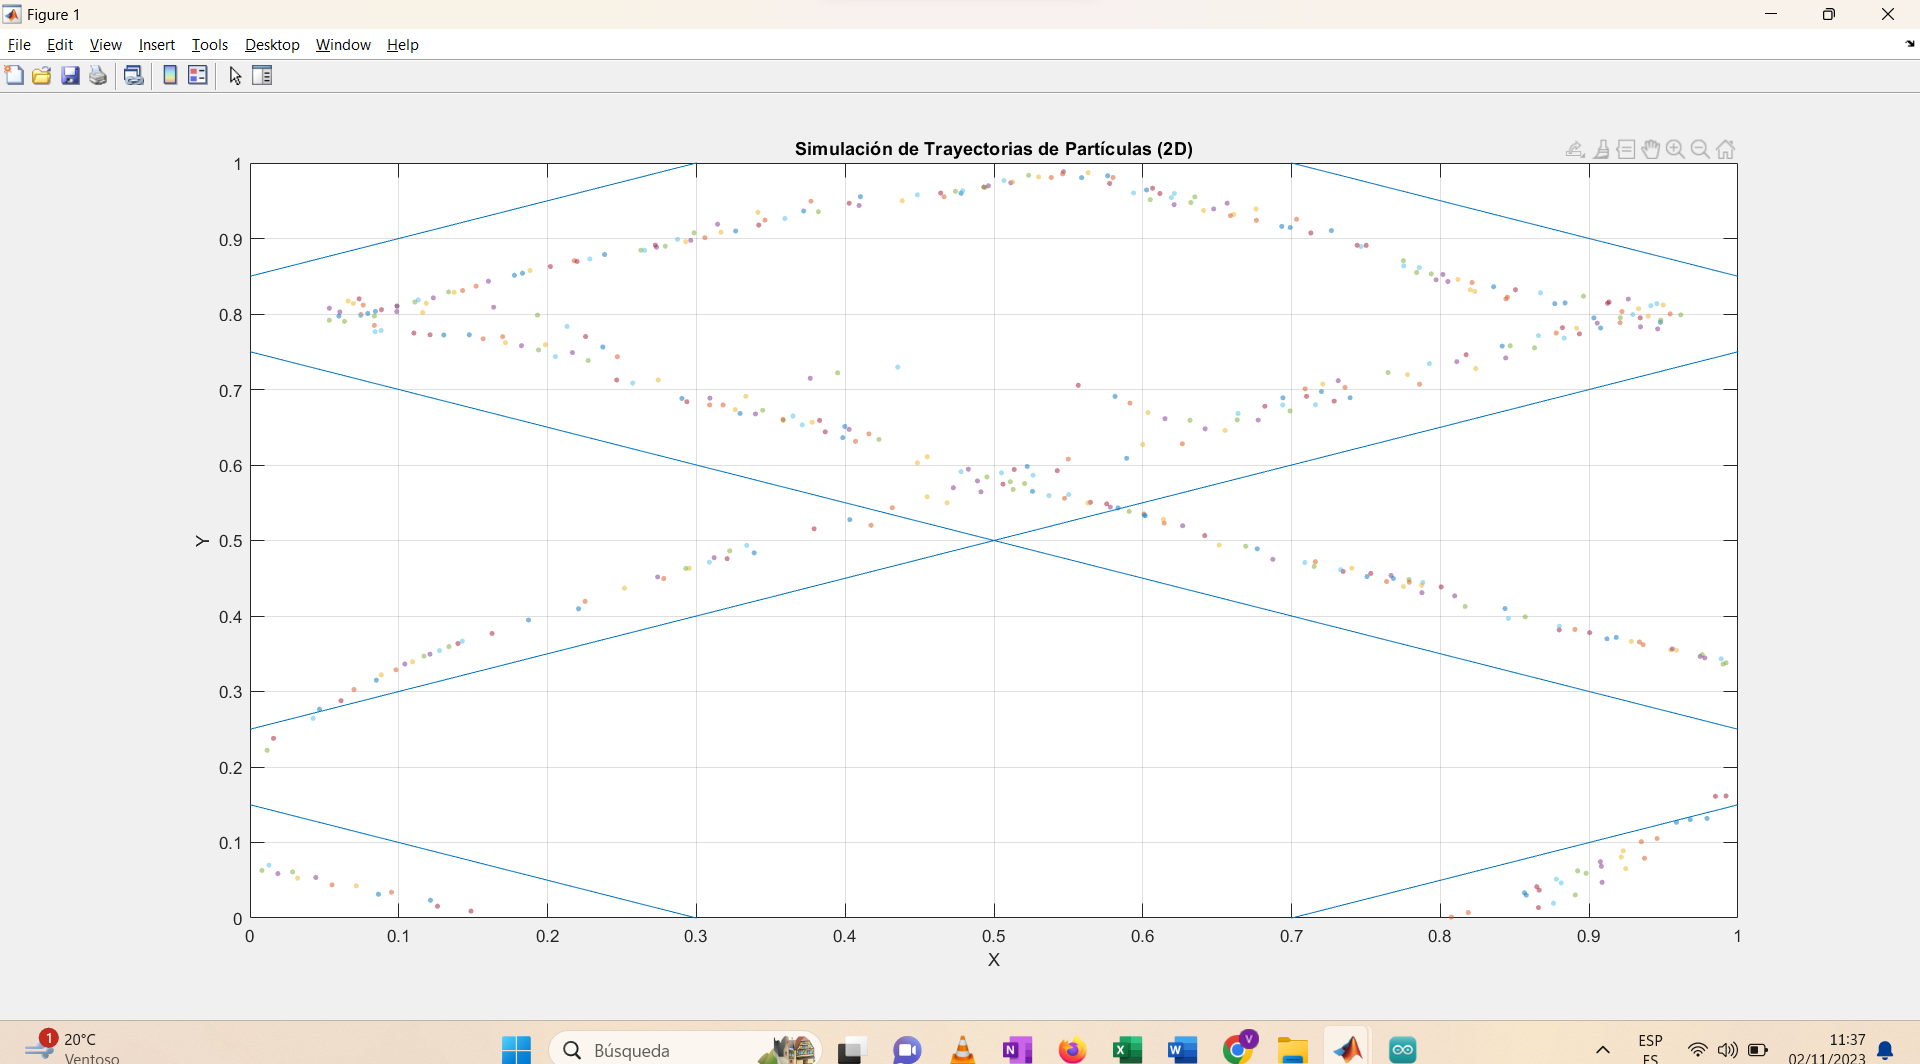 Figure 1
File Edit View Insert Tools Desktop Window Help
Simulación de Trayectorias de Partículas (2D)
1
0.9
0.8
0.7
0.6
0.5
0.4
0.3
0.2
0.1
0
Y
0 0.1 0.2 0.3 0.4 0.5 0.6 0.7 0.8 0.9 1
X
1
20°C
Ventoso
Búsqueda
N
X
W
V
ESP
ES
11:37
02/11/2023